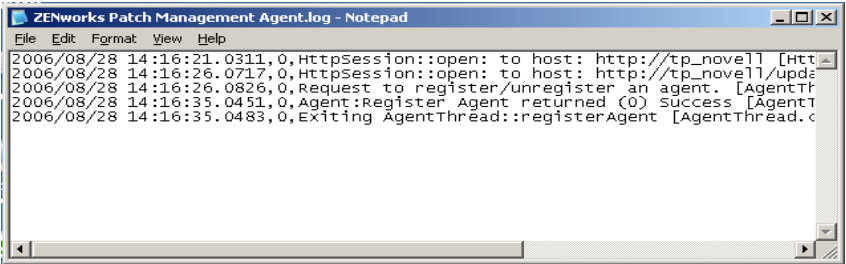 ZENworks Patch Management Agent.log - Notepad
File Edit Format View Help
2006/08/28 14:16:21.0311,0,HttpSession::open: to host: http://tp_novell [Htt
2006/08/28 14:16:26.0717,0,HttpSession::open: to host: http://tp_novell/upda
2006/08/28 14:16:26.0826,0,Request to register/unregister an agent. [AgentTh
2006/08/28 14:16:35.0451,0,Agent:Register Agent returned (0) Success [AgentT
2006/08/28 14:16:35.0483,0,Exiting AgentThread::registerAgent [AgentThread.c